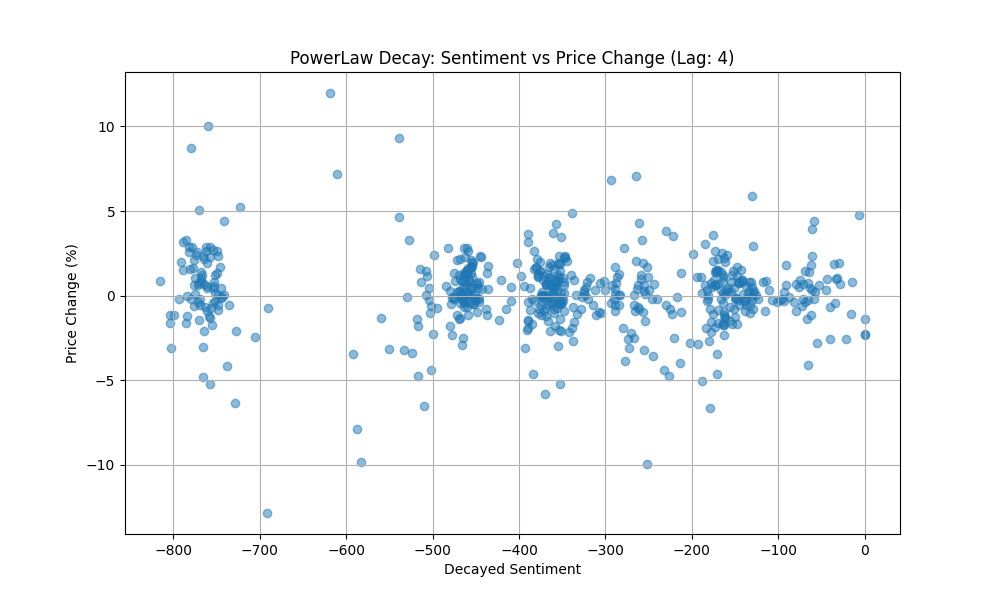 PowerLaw Decay: Sentiment vs Price Change (Lag: 4)
Price Change (%)
10
5
0
−5
−10
−800 −700 −600 −500 −400 −300 −200 −100 0
Decayed Sentiment